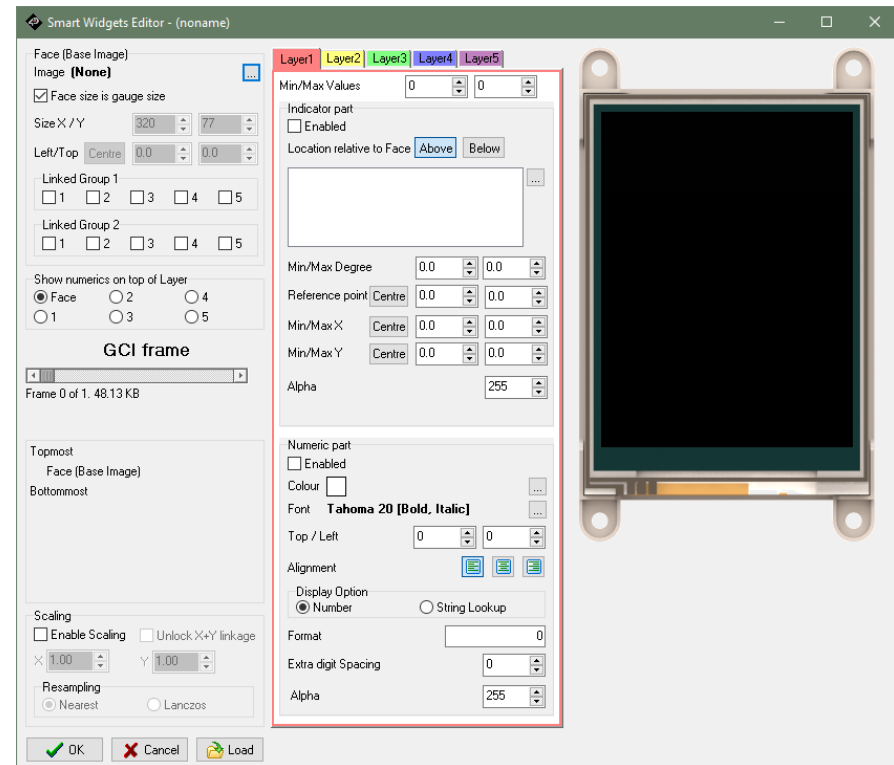 Smart Widgets Editor - (noname)
Face (Base Image)
Image (None)
...
Face size is gauge size
Size X / Y 320 77
Left/Top Centre 0.0 0.0
Linked Group 1
1 2 3 4 5
Linked Group 2
1 2 3 4 5
Show numerics on top of Layer
Face 2 4
1 3 5
GCI frame
Frame 0 of 1. 48.13 KB
Topmost
Face (Base Image)
Bottommost
Scaling
Enable Scaling Unlock X+Y linkage
X 1.00 Y 1.00
Resampling
Nearest Lanczos
OK Cancel Load
Layer1 Layer2 Layer3 Layer4 Layer5
Min/Max Values 0 0
Indicator part
Enabled
Location relative to Face Above Below
...
Min/Max Degree 0.0 0.0
Reference point Centre 0.0 0.0
Min/Max X Centre 0.0 0.0
Min/Max Y Centre 0.0 0.0
Alpha 255
Numeric part
Enabled
Colour ...
Font Tahoma 20 [Bold, Italic] ...
Top / Left 0 0
Alignment
Display Option
Number String Lookup
Format 0
Extra digit Spacing 0
Alpha 255